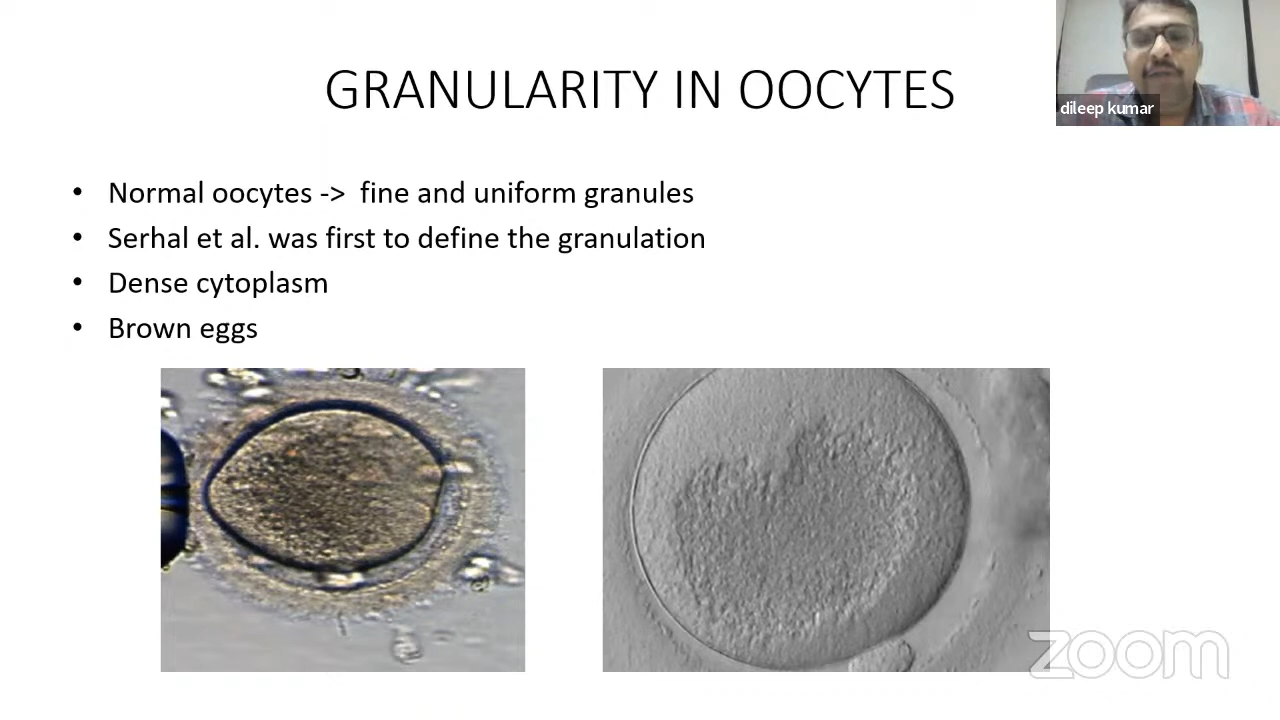 GRANULARITY IN OOCYTES
dileep kumar
• Normal oocytes -> fine and uniform granules
• Serhal et al. was first to define the granulation
• Dense cytoplasm
• Brown eggs
zoom